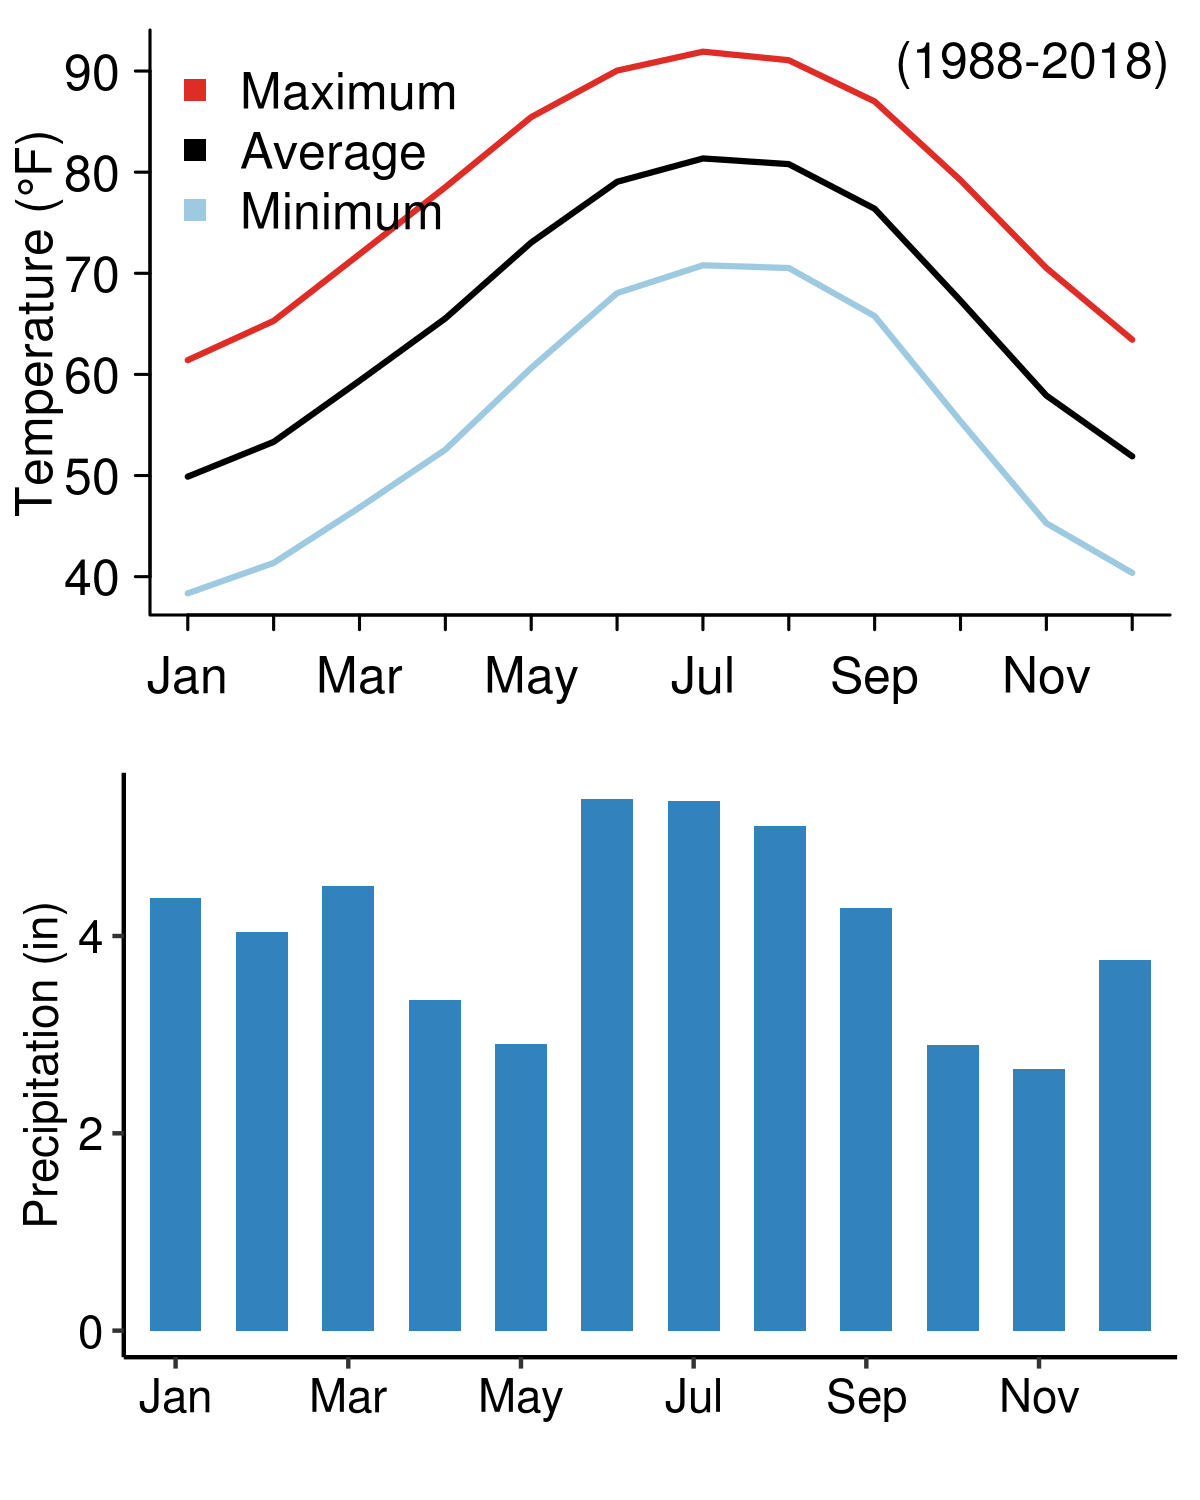 (1988-2018)
Maximum
Average
Minimum
Temperature (°F)
90
80
70
60
50
40
Jan Mar May Jul Sep Nov
Precipitation (in)
4
2
0
Jan Mar May Jul Sep Nov